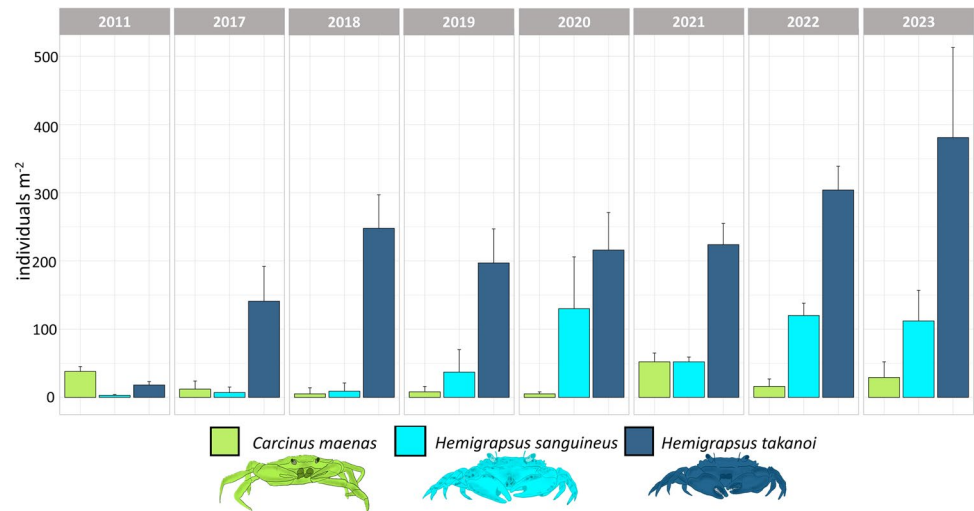 2011 2017 2018 2019 2020 2021 2022 2023
individuals m⁻²
500
400
300
200
100
0
Carcinus maenas Hemigrapsus sanguineus Hemigrapsus takanoi